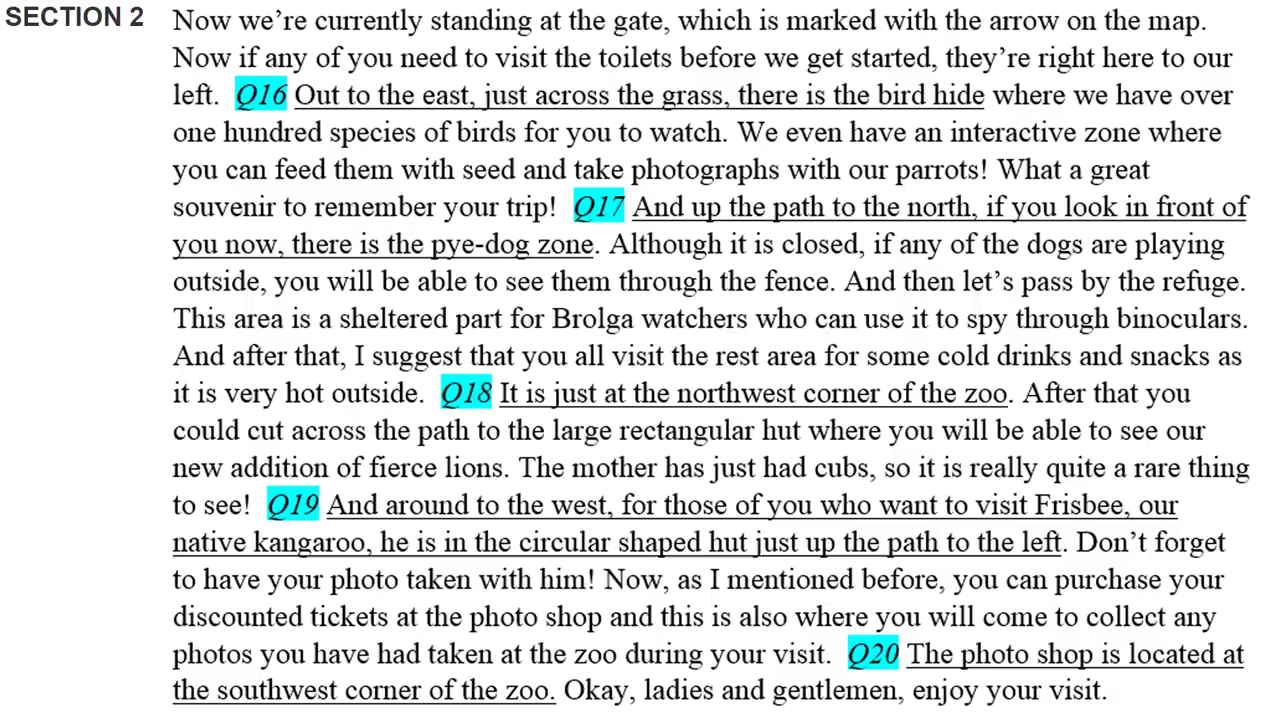 SECTION 2 Now we're currently standing at the gate, which is marked with the arrow on the map.
Now if any of you need to visit the toilets before we get started, they're right here to our
left. Q16 Out to the east, just across the grass, there is the bird hide where we have over
one hundred species of birds for you to watch. We even have an interactive zone where
you can feed them with seed and take photographs with our parrots! What a great
souvenir to remember your trip! Q17 And up the path to the north, if you look in front of
you now, there is the pye-dog zone. Although it is closed, if any of the dogs are playing
outside, you will be able to see them through the fence. And then let's pass by the refuge.
This area is a sheltered part for Brolga watchers who can use it to spy through binoculars.
And after that, I suggest that you all visit the rest area for some cold drinks and snacks as
it is very hot outside. Q18 It is just at the northwest corner of the zoo. After that you
could cut across the path to the large rectangular hut where you will be able to see our
new addition of fierce lions. The mother has just had cubs, so it is really quite a rare thing
to see! Q19 And around to the west, for those of you who want to visit Frisbee, our
native kangaroo, he is in the circular shaped hut just up the path to the left. Don't forget
to have your photo taken with him! Now, as I mentioned before, you can purchase your
discounted tickets at the photo shop and this is also where you will come to collect any
photos you have had taken at the zoo during your visit. Q20 The photo shop is located at
the southwest corner of the zoo. Okay, ladies and gentlemen, enjoy your visit.